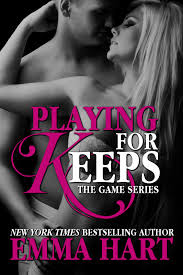 PLAYING
FOR
KEEPS
THE GAME SERIES
NEW YORK TIMES BESTSELLING AUTHOR
EMMA HART